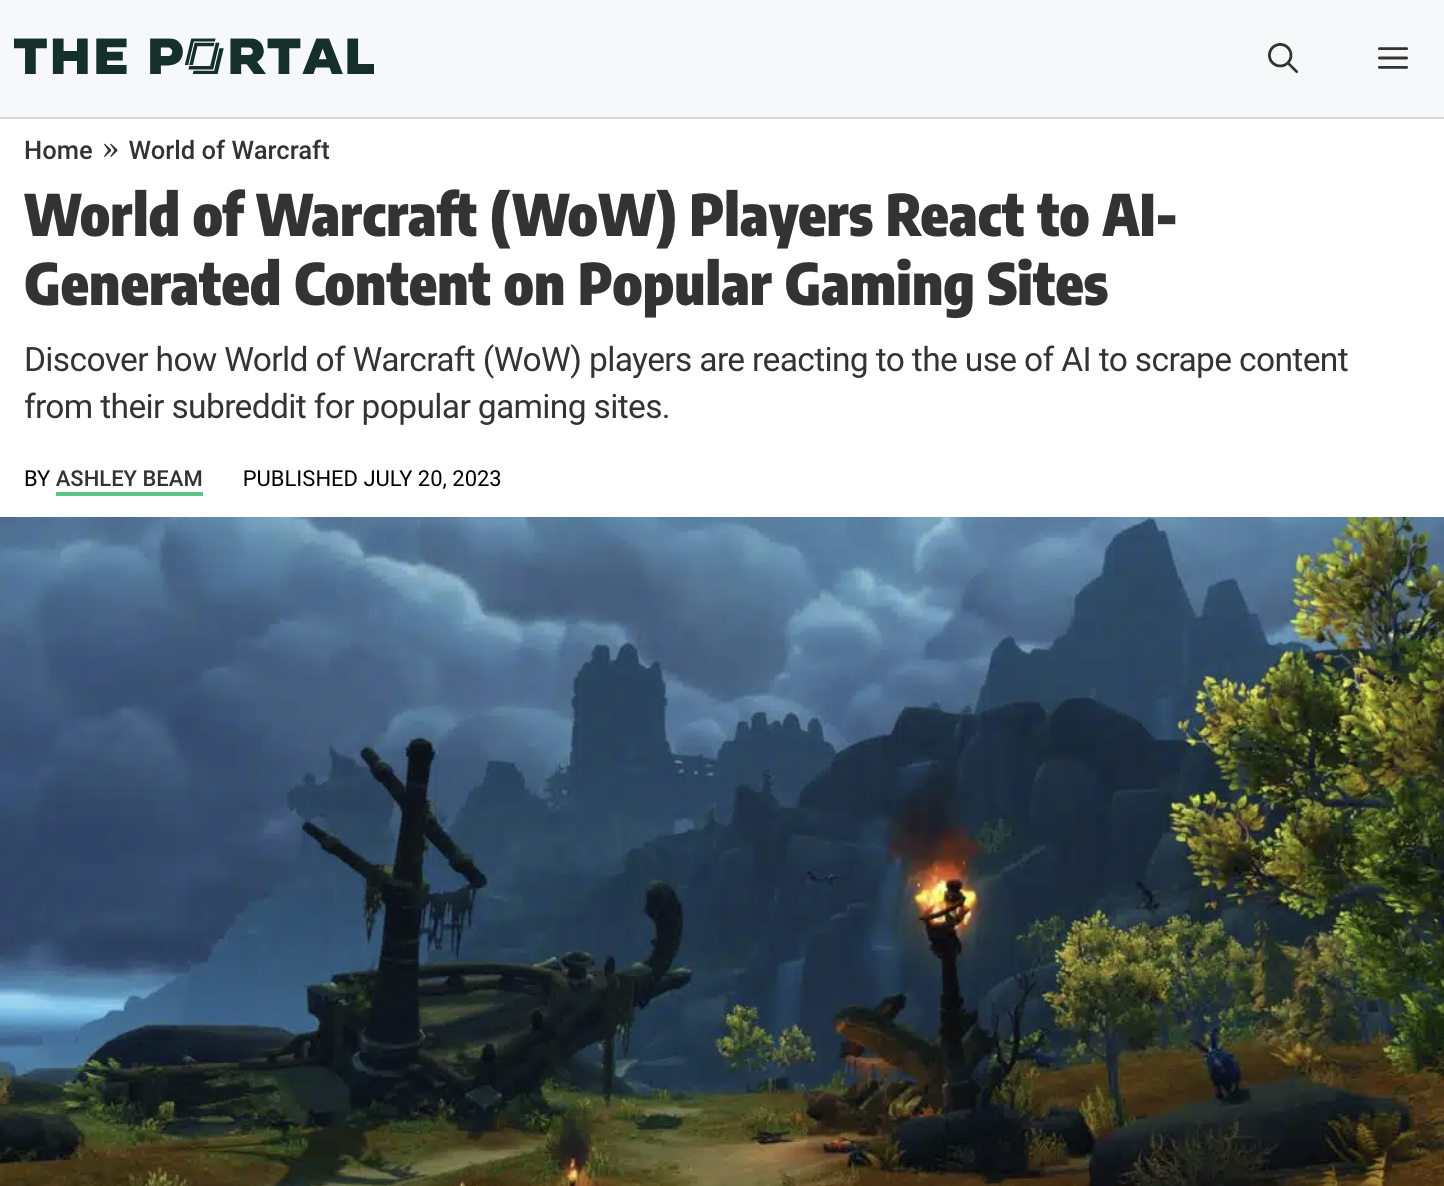 THE PORTAL
Home » World of Warcraft
World of Warcraft (WoW) Players React to AI-
Generated Content on Popular Gaming Sites
Discover how World of Warcraft (WoW) players are reacting to the use of AI to scrape content
from their subreddit for popular gaming sites.
BY ASHLEY BEAM PUBLISHED JULY 20, 2023